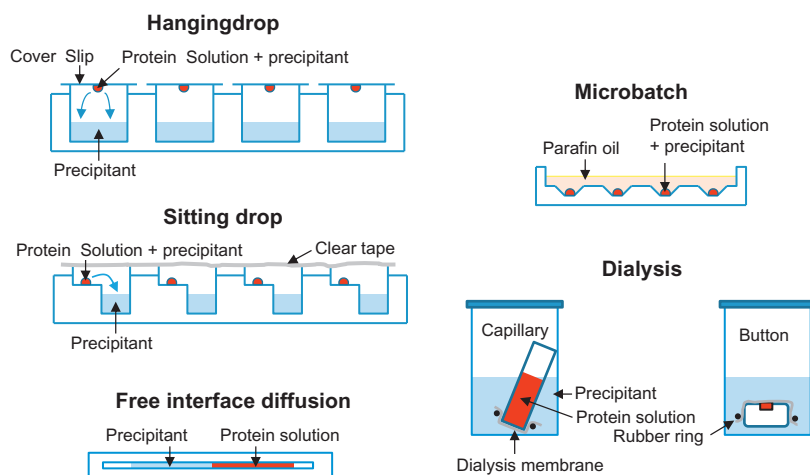 Hangingdrop
Cover Slip
Protein Solution + precipitant
Precipitant
Sitting drop
Protein Solution + precipitant
Clear tape
Precipitant
Free interface diffusion
Precipitant
Protein solution
Microbatch
Parafin oil
Protein solution
+ precipitant
Dialysis
Capillary
Button
Precipitant
Protein solution
Rubber ring
Dialysis membrane